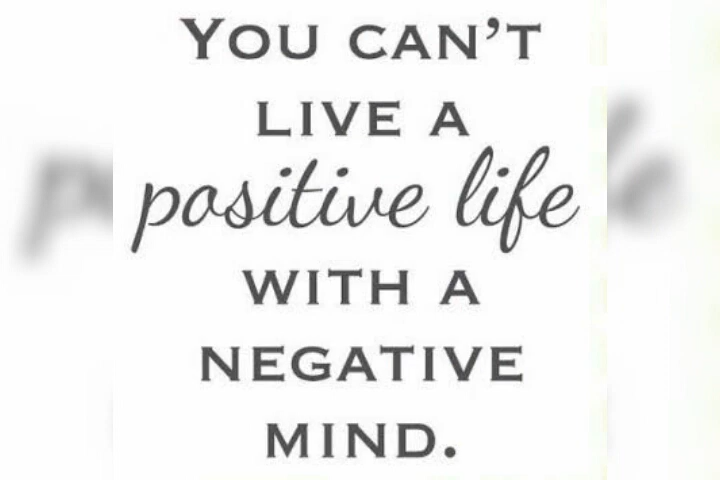 YOU CAN'T
LIVE A
positive life
WITH A
NEGATIVE
MIND.